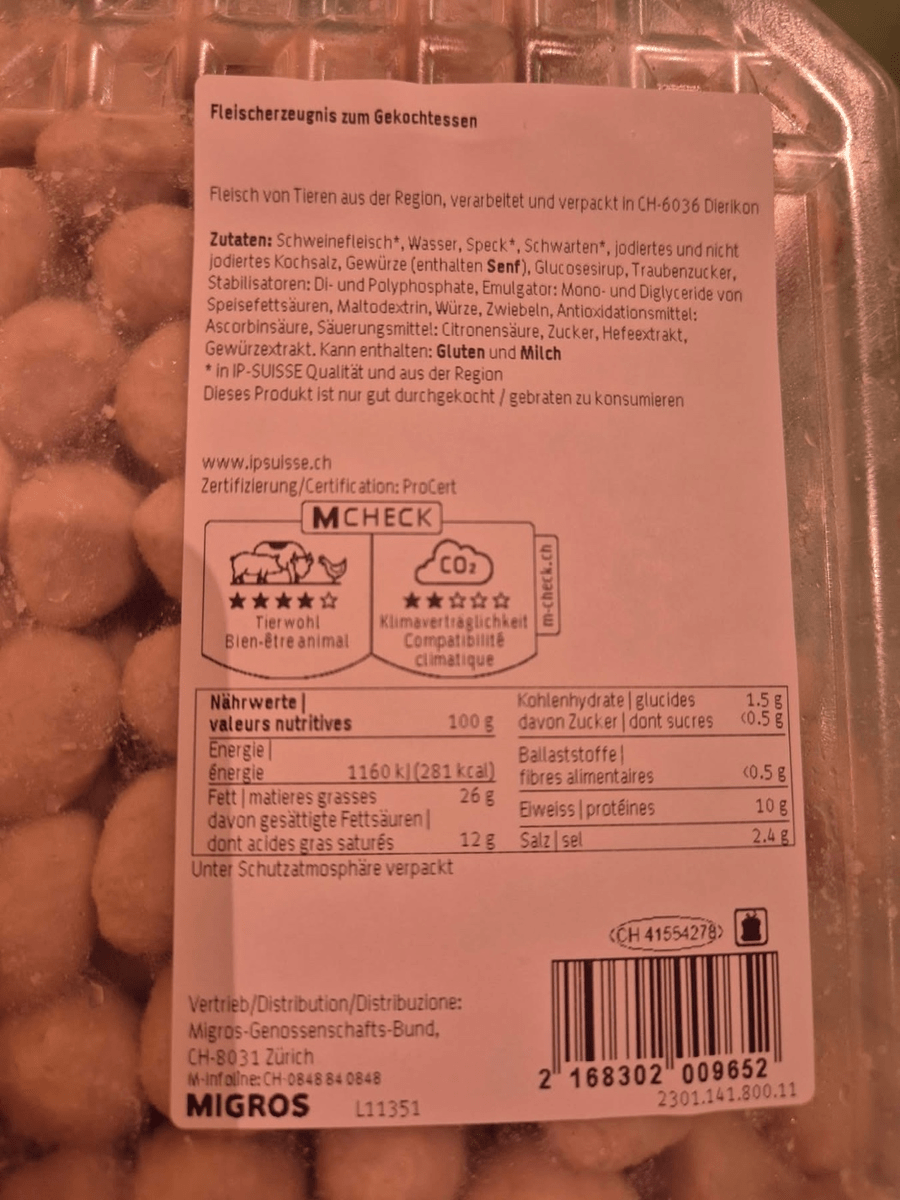 Fleischerzeugnis zum Gekochtessen
Fleisch von Tieren aus der Region, verarbeitet und verpackt in CH-6036 Dierikon
Zutaten: Schweinefleisch*, Wasser, Speck*, Schwarten*, jodiertes und nicht
jodiertes Kochsalz, Gewürze (enthalten Senf), Glucosesirup, Traubenzucker,
Stabilisatoren: Di- und Polyphosphate, Emulgator: Mono- und Diglyceride von
Speisefettsäuren, Maltodextrin, Würze, Zwiebeln, Antioxidationsmittel:
Ascorbinsäure, Säuerungsmittel: Citronensäure, Zucker, Hefeextrakt,
Gewürzextrakt. Kann enthalten: Gluten und Milch
* in IP-SUISSE Qualität und aus der Region
Dieses Produkt ist nur gut durchgekocht / gebraten zu konsumieren
www.ipsuisse.ch
Zertifizierung/Certification: ProCert
MCHECK
CO₂
m-check.ch
Tierwohl
Bien-être animal
Klimaverträglichkeit
Compatibilité
climatique
Nährwerte |
valeurs nutritives 100 g
Energie |
énergie 1160 kJ (281 kcal)
Fett | matieres grasses 26 g
davon gesättigte Fettsäuren |
dont acides gras saturés 12 g
Kohlenhydrate | glucides 1.5 g
davon Zucker | dont sucres <0.5 g
Ballaststoffe |
fibres alimentaires <0.5 g
Eiweiss | protéines 10 g
Salz | sel 2.4 g
Unter Schutzatmosphäre verpackt
CH 41554278
Vertrieb/Distribution/Distribuzione:
Migros-Genossenschafts-Bund,
CH-8031 Zürich
M-Infoline: CH-0848 84 0848
MIGROS L11351
2 168302 009652
2301.141.800.11